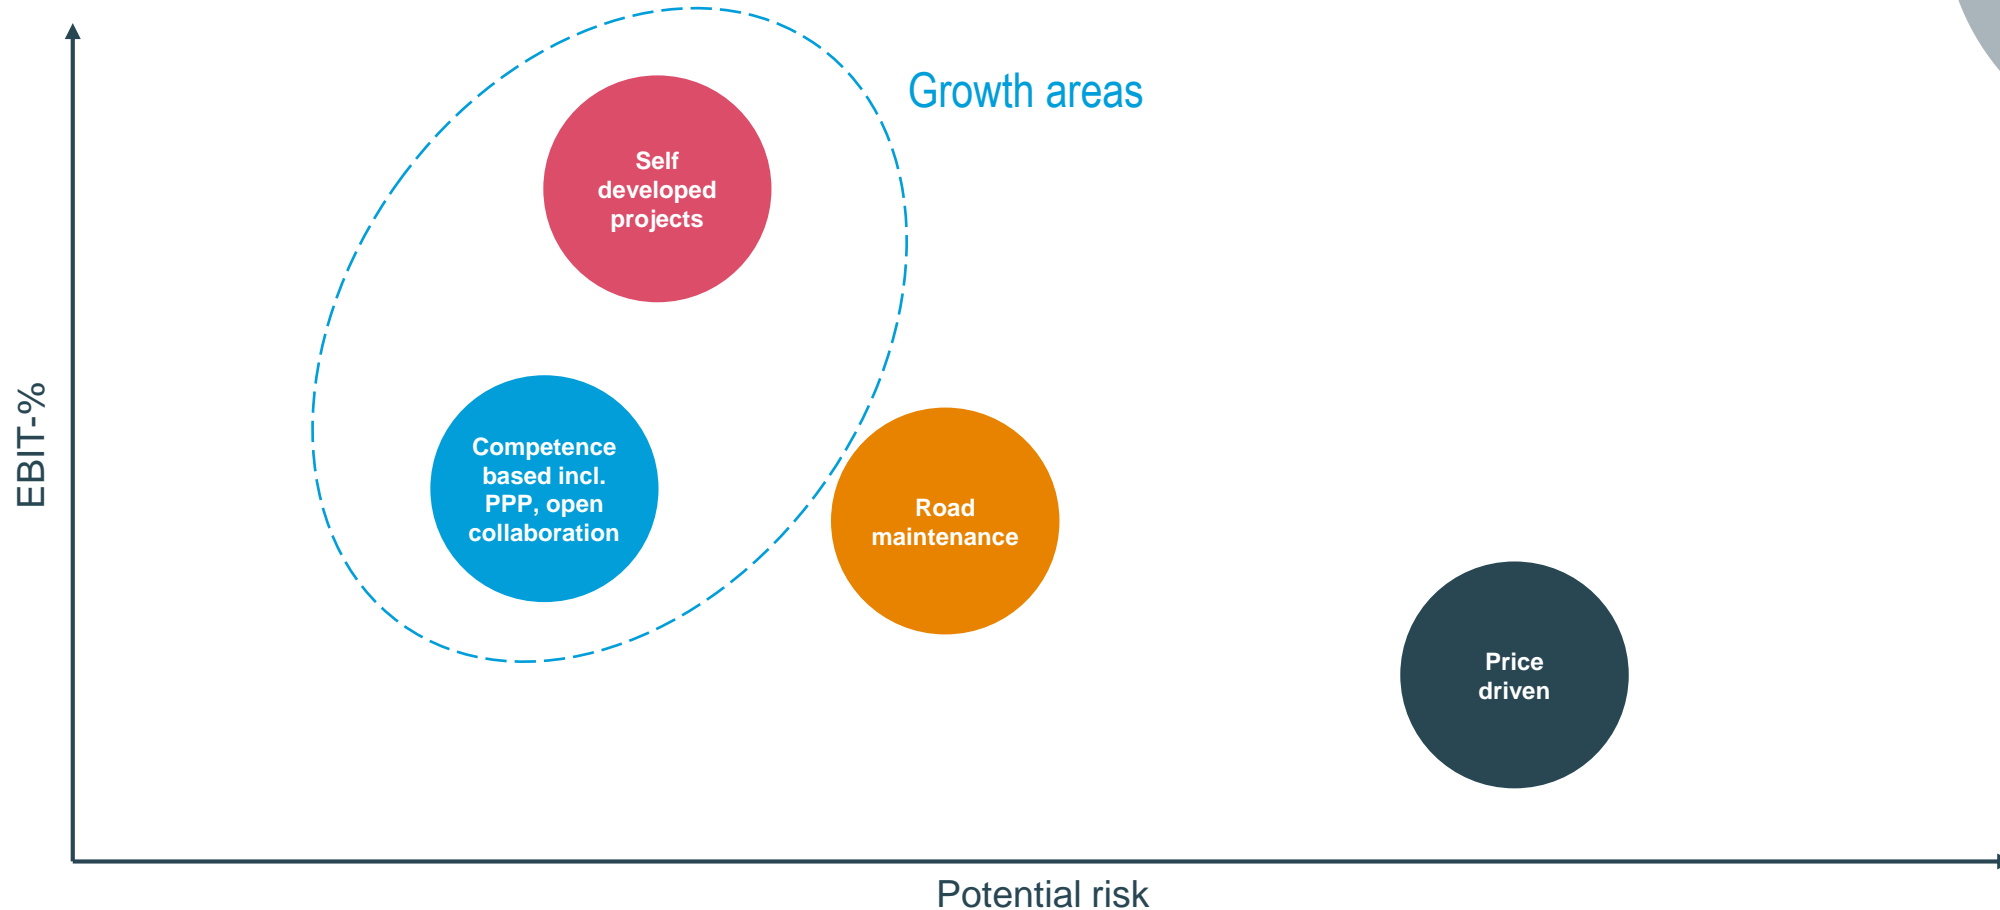 Growth areas
Self
developed
projects
EBIT-%
Competence
based incl.
PPP, open
collaboration
Road
maintenance
Price
driven
Potential risk